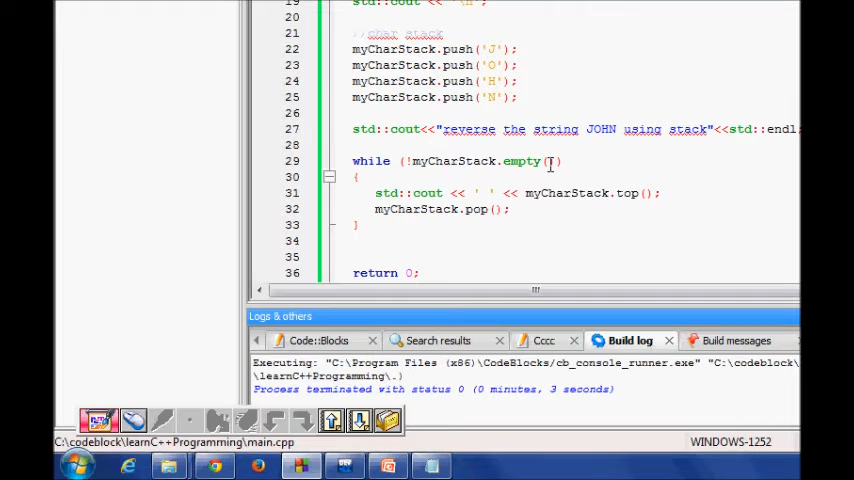 19 std::cout << "\n";
20
21 //char stack
22 myCharStack.push('J');
23 myCharStack.push('O');
24 myCharStack.push('H');
25 myCharStack.push('N');
26
27 std::cout<<"reverse the string JOHN using stack"<<std::endl;
28
29 while (!myCharStack.empty())
30 {
31 std::cout << ' ' << myCharStack.top();
32 myCharStack.pop();
33 }
34
35
36 return 0;
Logs & others
Code::Blocks Search results Cccc Build log Build messages
Executing: "C:\Program Files (x86)\CodeBlocks/cb_console_runner.exe" "C:\codeblock\
\learnC++Programming\.)
Process terminated with status 0 (0 minutes, 3 seconds)
C:\codeblock\learnC++Programming\main.cpp WINDOWS-1252